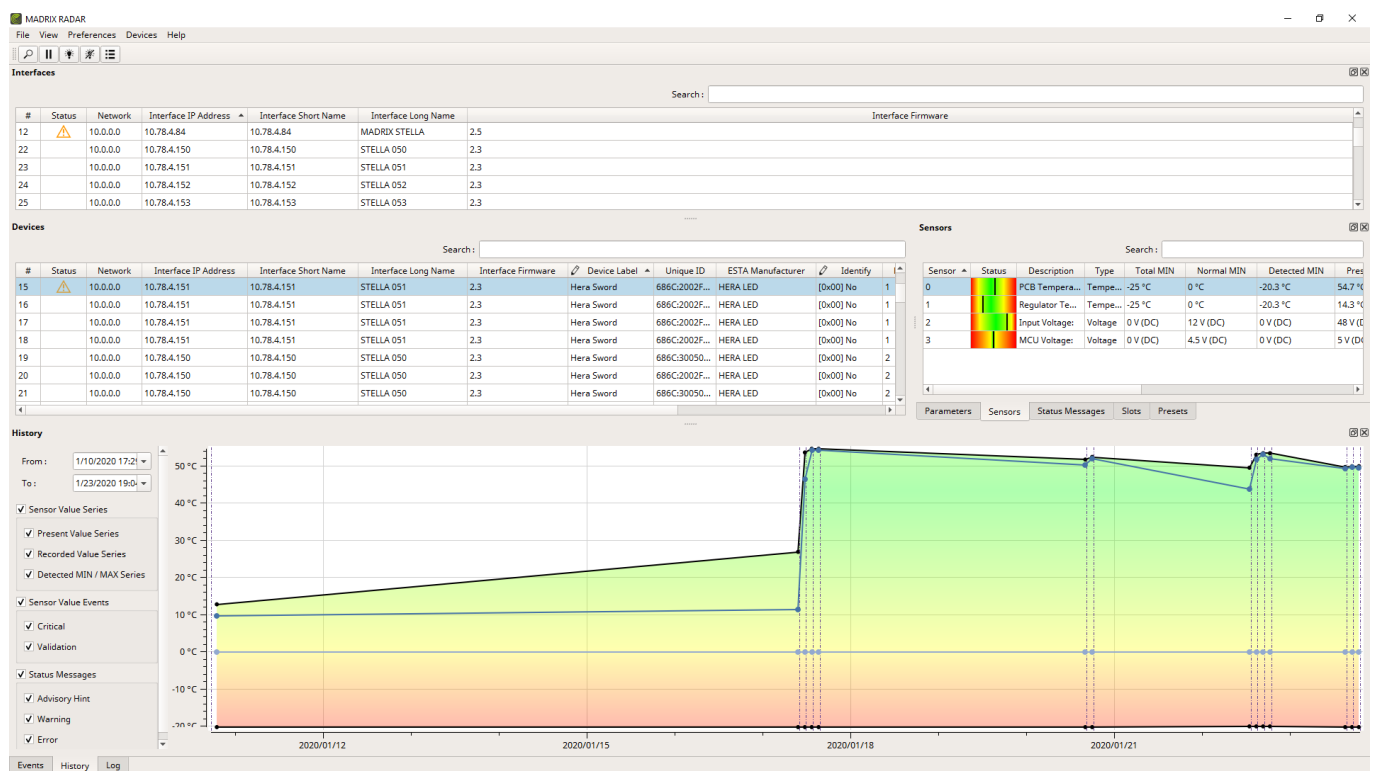 MADRIX RADAR
File View Preferences Devices Help
Interfaces
Search :
# Status Network Interface IP Address Interface Short Name Interface Long Name Interface Firmware
12 10.0.0.0 10.78.4.84 10.78.4.84 MADRIX STELLA 2.5
22 10.0.0.0 10.78.4.150 10.78.4.150 STELLA 050 2.3
23 10.0.0.0 10.78.4.151 10.78.4.151 STELLA 051 2.3
24 10.0.0.0 10.78.4.152 10.78.4.152 STELLA 052 2.3
25 10.0.0.0 10.78.4.153 10.78.4.153 STELLA 053 2.3
Devices
Search :
# Status Network Interface IP Address Interface Short Name Interface Long Name Interface Firmware Device Label Unique ID ESTA Manufacturer Identify
15 10.0.0.0 10.78.4.151 10.78.4.151 STELLA 051 2.3 Hera Sword 686C:2002F... HERA LED [0x00] No 1
16 10.0.0.0 10.78.4.151 10.78.4.151 STELLA 051 2.3 Hera Sword 686C:2002F... HERA LED [0x00] No 1
17 10.0.0.0 10.78.4.151 10.78.4.151 STELLA 051 2.3 Hera Sword 686C:2002F... HERA LED [0x00] No 1
18 10.0.0.0 10.78.4.151 10.78.4.151 STELLA 051 2.3 Hera Sword 686C:2002F... HERA LED [0x00] No 1
19 10.0.0.0 10.78.4.150 10.78.4.150 STELLA 050 2.3 Hera Sword 686C:30050... HERA LED [0x00] No 2
20 10.0.0.0 10.78.4.150 10.78.4.150 STELLA 050 2.3 Hera Sword 686C:2002F... HERA LED [0x00] No 2
21 10.0.0.0 10.78.4.150 10.78.4.150 STELLA 050 2.3 Hera Sword 686C:30050... HERA LED [0x00] No 2
Sensors
Search :
Sensor Status Description Type Total MIN Normal MIN Detected MIN Pres
0 PCB Tempera... Tempe... -25 °C 0 °C -20.3 °C 54.7 °C
1 Regulator Te... Tempe... -25 °C 0 °C -20.3 °C 14.3 °C
2 Input Voltage: Voltage 0 V (DC) 12 V (DC) 0 V (DC) 48 V (D
3 MCU Voltage: Voltage 0 V (DC) 4.5 V (DC) 0 V (DC) 5 V (D
Parameters Sensors Status Messages Slots Presets
History
From : 1/10/2020 17:29
To : 1/23/2020 19:0
Sensor Value Series
Present Value Series
Recorded Value Series
Detected MIN / MAX Series
Sensor Value Events
Critical
Validation
Status Messages
Advisory Hint
Warning
Error
50 °C
40 °C
30 °C
20 °C
10 °C
0 °C
-10 °C
-20 °C
2020/01/12 2020/01/15 2020/01/18 2020/01/21
Events History Log